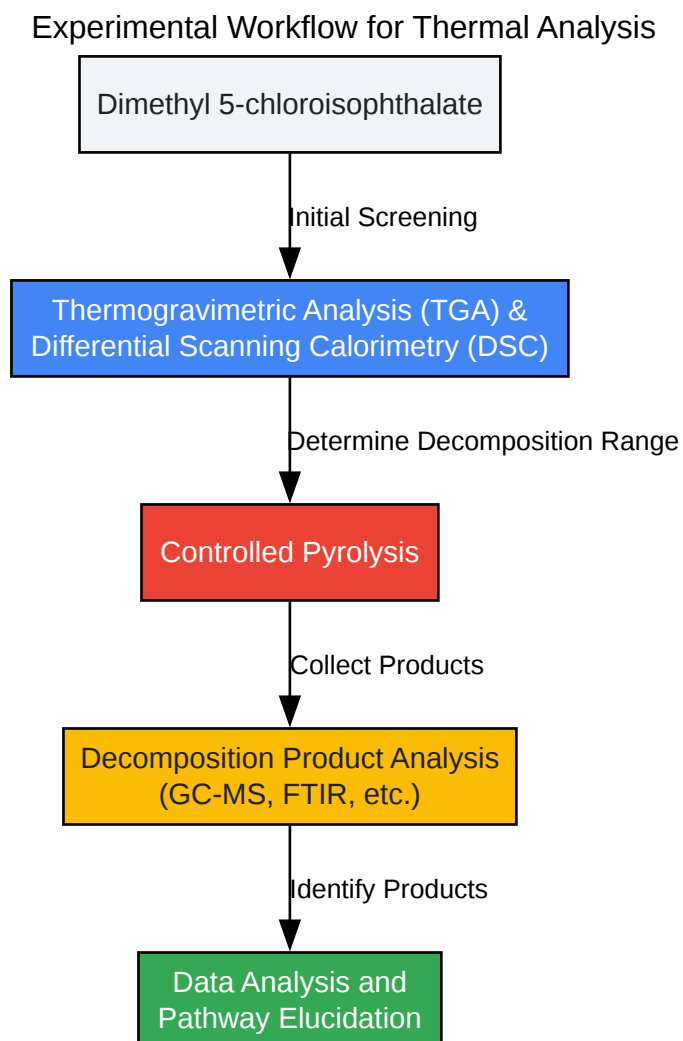 Experimental Workflow for Thermal Analysis
Dimethyl 5-chloroisophthalate
Initial Screening
Thermogravimetric Analysis (TGA) &
Differential Scanning Calorimetry (DSC)
Determine Decomposition Range
Controlled Pyrolysis
Collect Products
Decomposition Product Analysis
(GC-MS, FTIR, etc.)
Identify Products
Data Analysis and
Pathway Elucidation